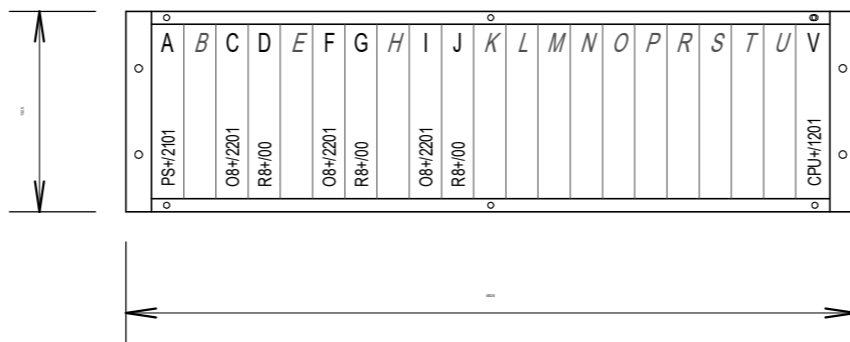 A B C D E F G H I J K L M N O P R S T U V
PS+/2101
O8+/2201
R8+/00
O8+/2201
R8+/00
O8+/2201
R8+/00
CPU+/1201